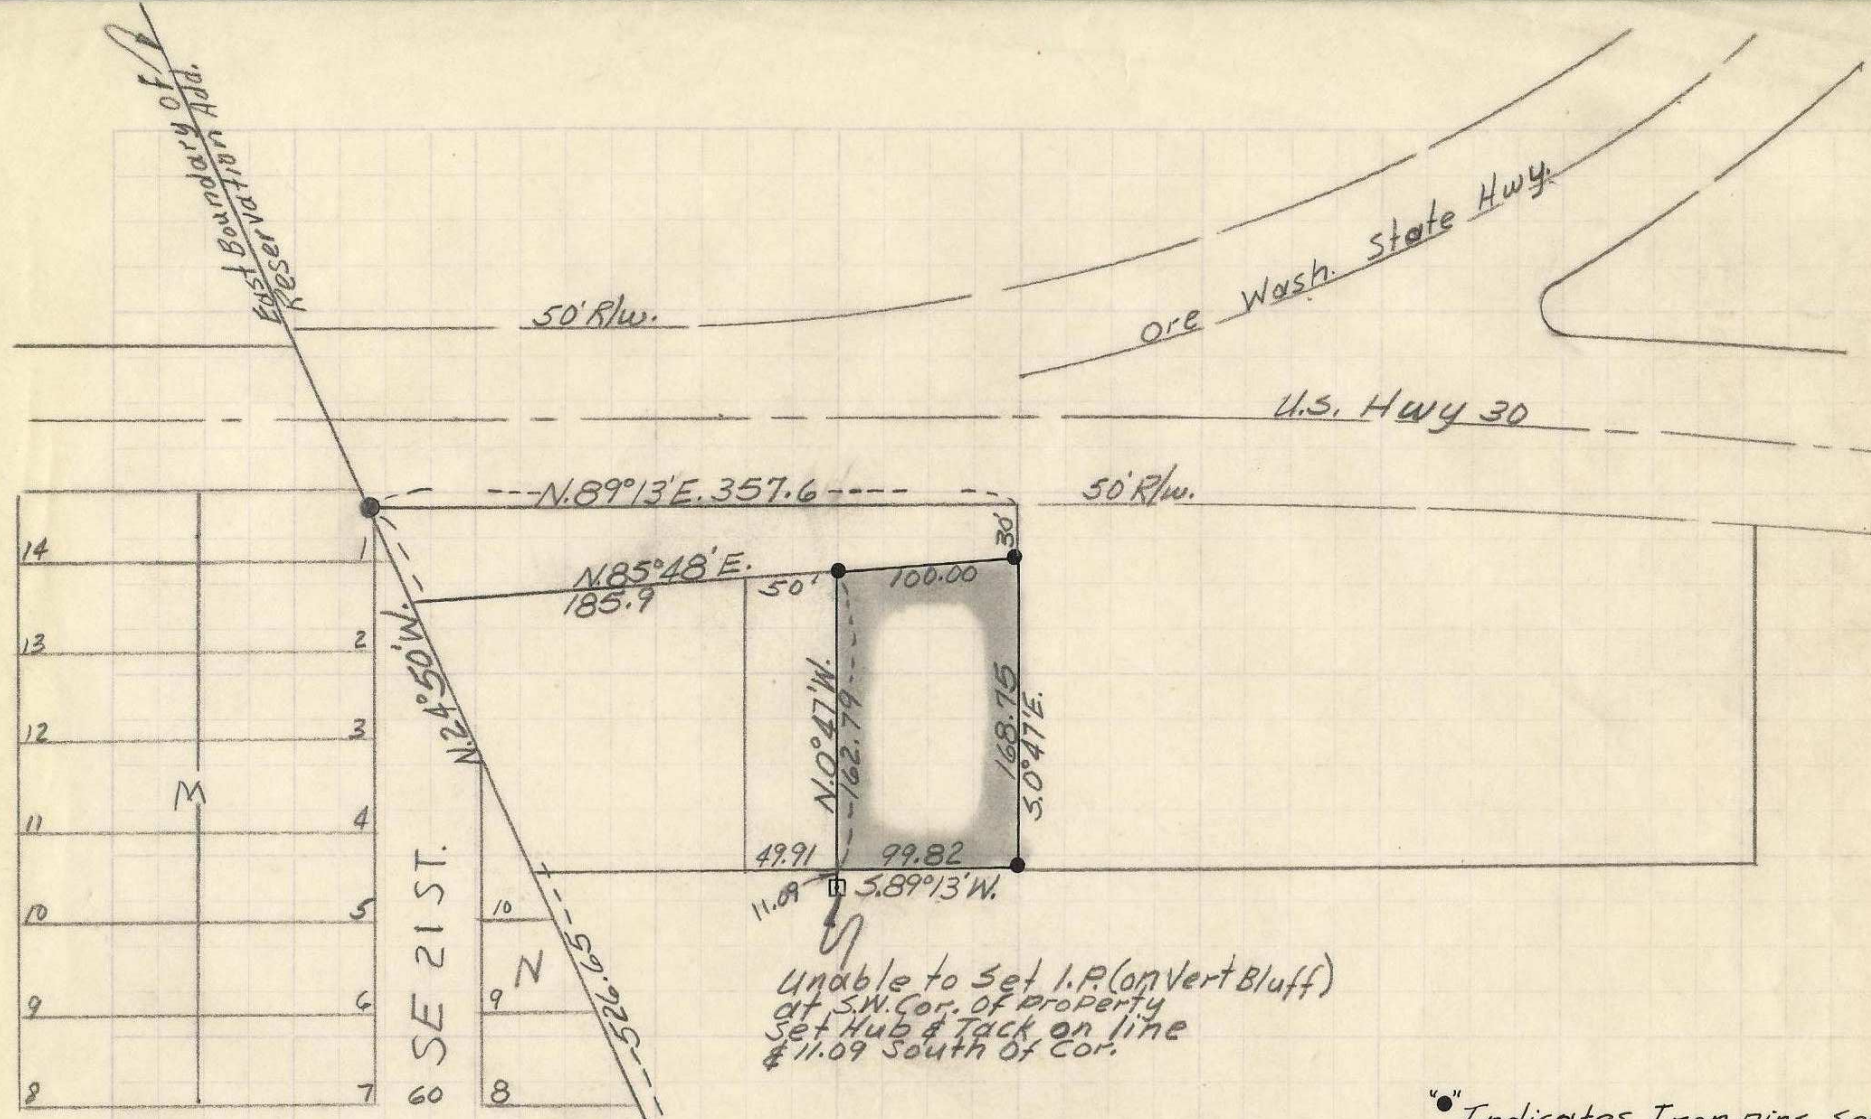 East Boundary of
Reservation Add.
50' R/w.
Ore Wash. State Hwy.
U.S. Hwy 30
N.89°13'E. 357.6
50' R/w.
30'
N.85°48'E.
185.9
50'
100.00
N.24°50'W.
N.0°47'W.
162.79
168.75
S.0°47'E.
49.91
99.82
11.09
S.89°13'W.
14
1
13
2
12
3
3
11
4
10
5
9
6
8
7
SE 21 ST.
60
10
N
9
8
526.65
Unable to Set I.P. (on Vert Bluff)
at S.W. Cor. Of Property
Set Hub & Tack on line
& 11.09 South Of Cor.
"●" Indicates Iron pins